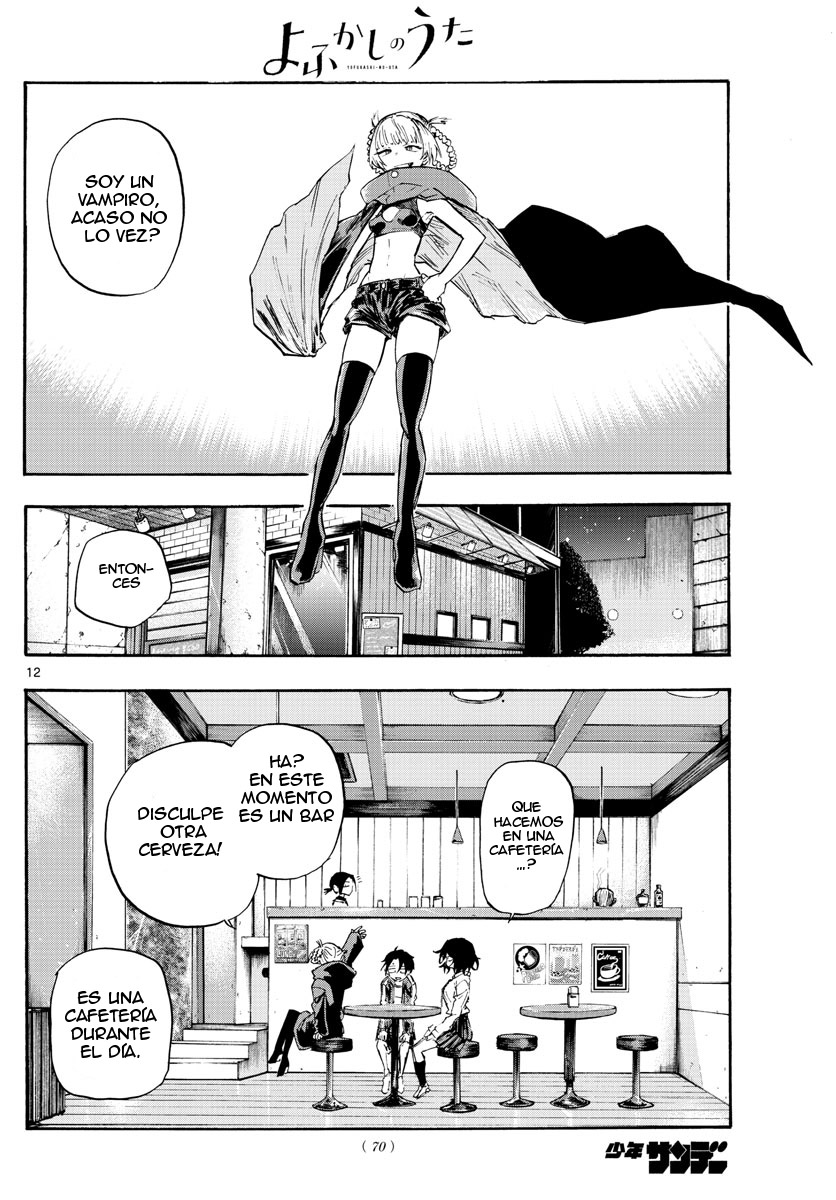 よふかしのうた
YOFUKASHI-NO-UTA
SOY UN
VAMPIRO,
ACASO NO
LO VEZ?
ENTON-
CES
12
QUE
HACEMOS
EN UNA
CAFETERÍA
...?
HA?
EN ESTE
MOMENTO
ES UN BAR
DISCULPE
OTRA
CERVEZA!
Coffee
ES UNA
CAFETERÍA
DURANTE
EL DÍA.
( 70 )
少年サンデー